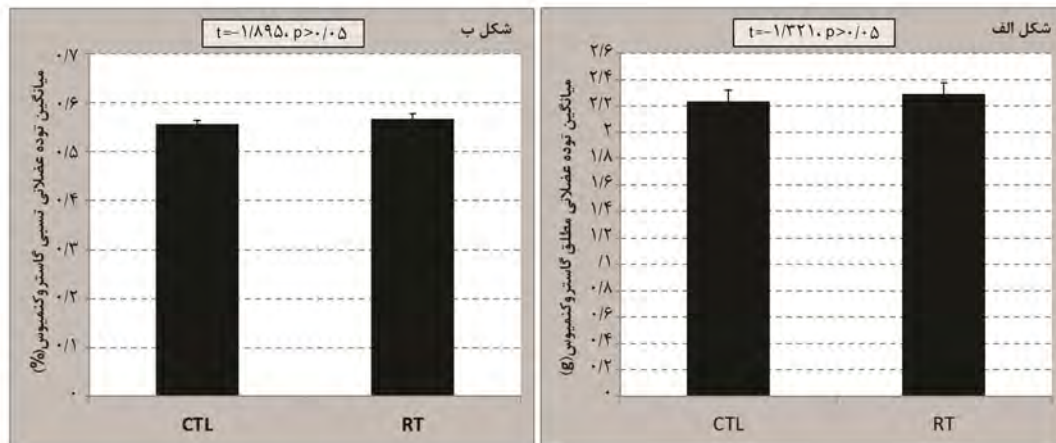 شکل الف
t=-۱/۳۲۱، p>۰/۰۵
میانگین توده عضلانی مطلق گاستروکنمیوس(g)
۲/۶
۲/۴
۲/۲
۲
۱/۸
۱/۶
۱/۴
۱/۲
/۱
۰/۸
۰/۶
۰/۴
۰/۲
۰
CTL
RT
شکل ب
t=-۱/۸۹۵، p>۰/۰۵
میانگین توده عضلانی نسبی گاستروکنمیوس(%)
۰/۷
۰/۶
۰/۵
۰/۴
۰/۳
۰/۲
۰/۱
۰
CTL
RT